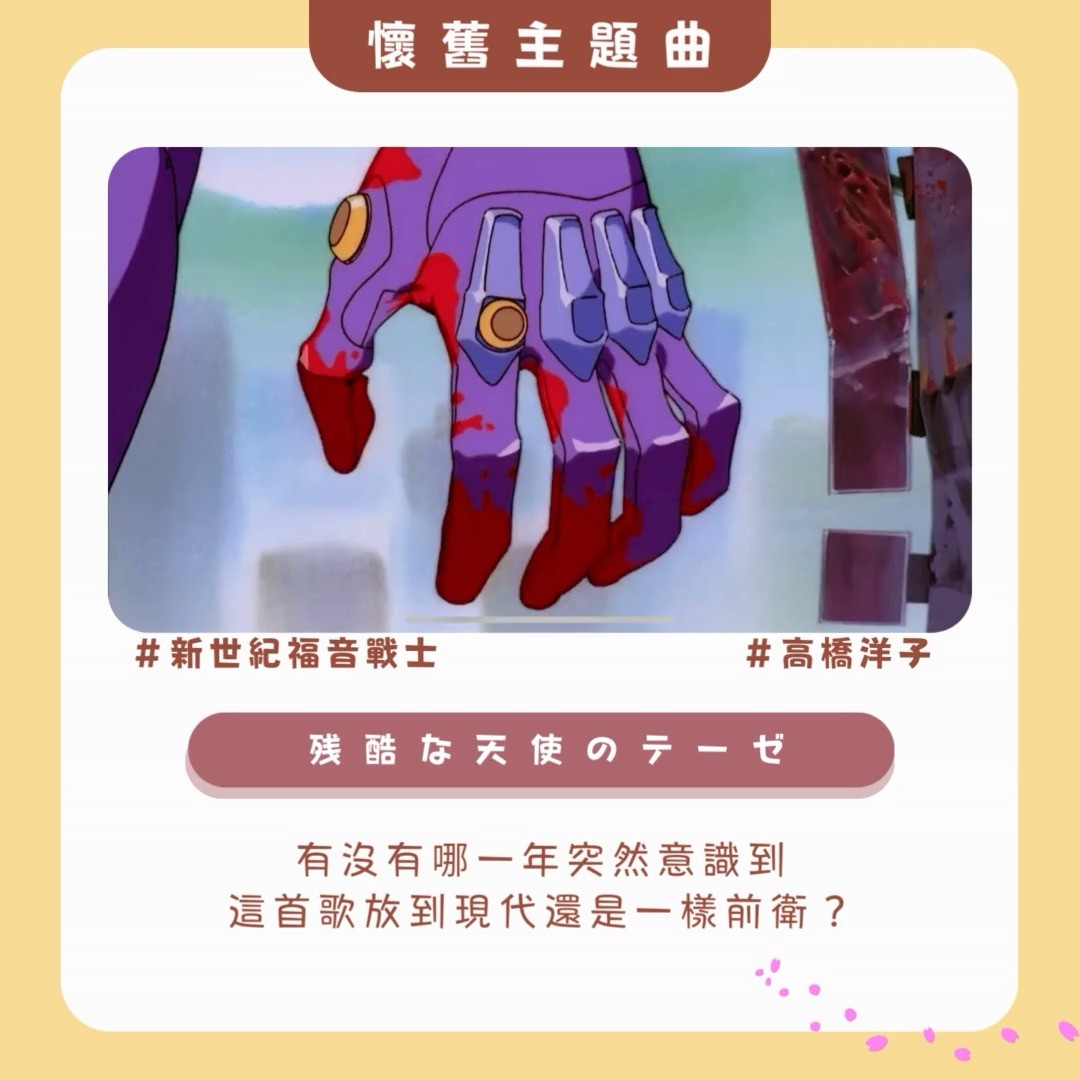 懷舊主題曲
#新世紀福音戰士
#高橋洋子
残酷な天使のテーゼ
有沒有哪一年突然意識到
這首歌放到現代還是一樣前衛？